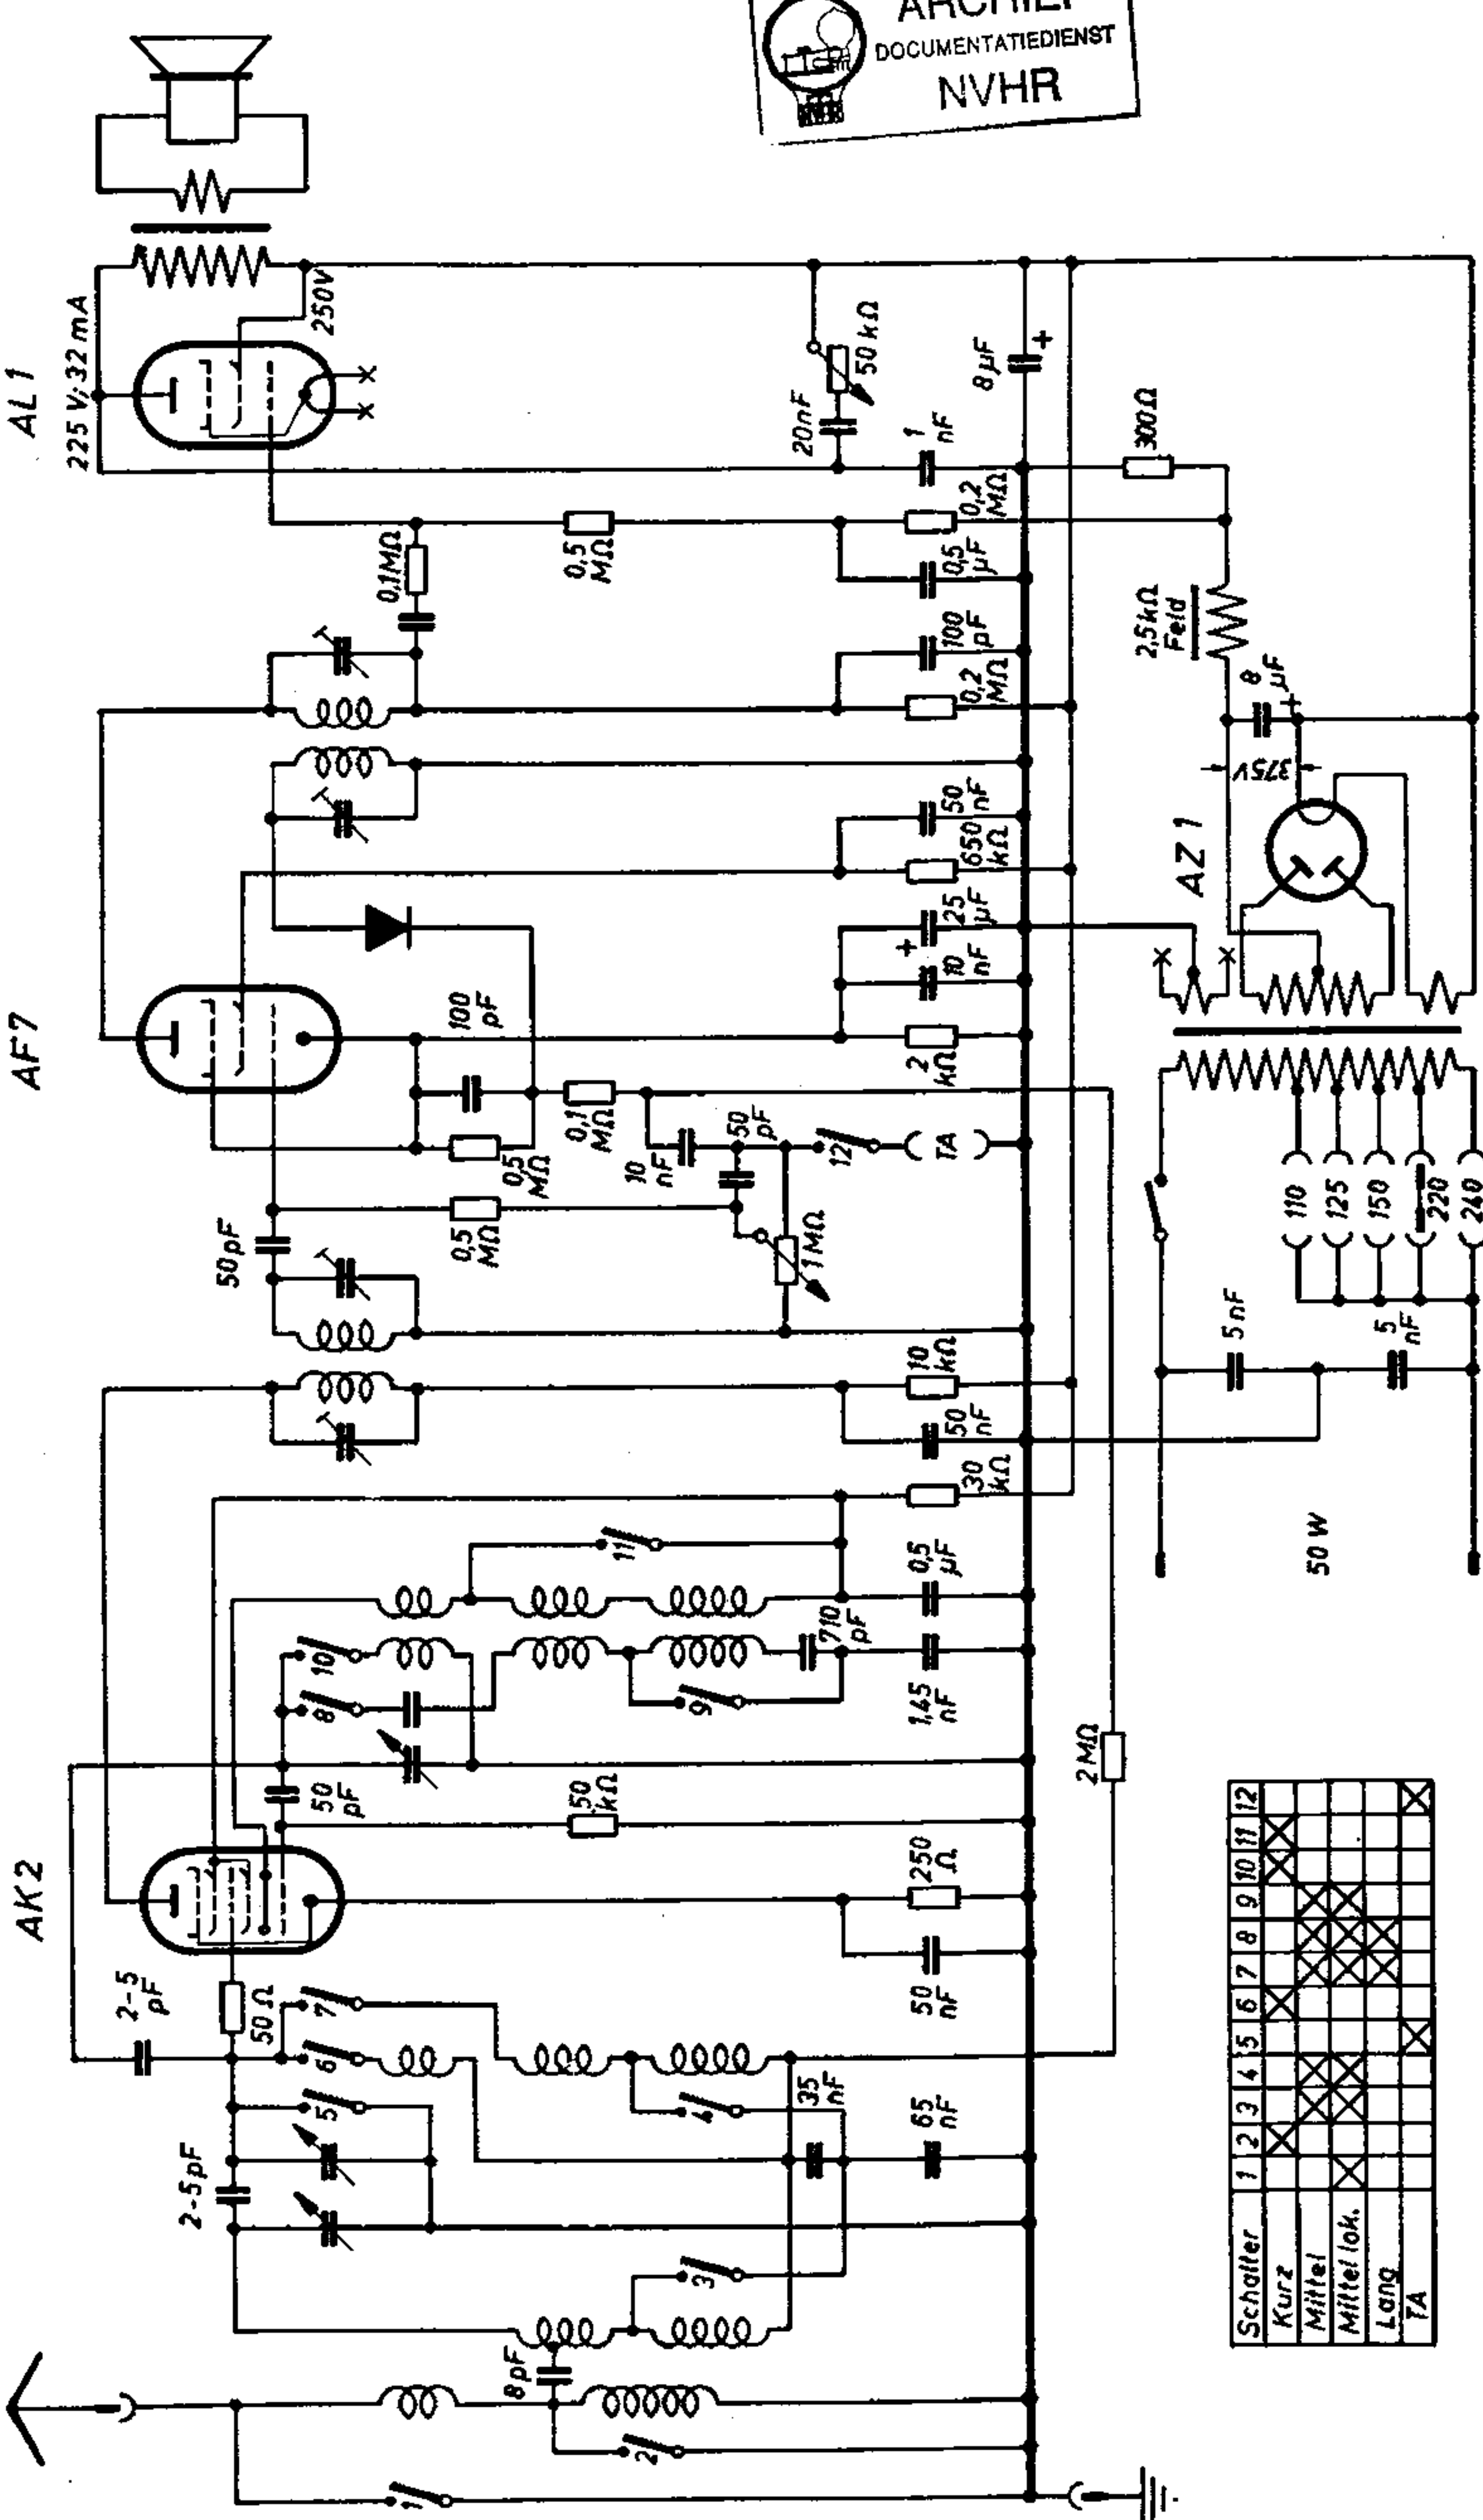 ARCHIEF
DOCUMENTATIEDIENST
NVHR
AL 1
225 V; 32 mA
250V
AF7
AK2
AZ 1
2-5 pF
2-5pF
8pF
50 Ω
50 pF
50 kΩ
250 Ω
50 nF
35 nF
65 nF
1
2
3
4
5
6
7
8
9
10
11
12
710 pF
1,45 nF
0,5 µF
30 kΩ
50 nF
10 kΩ
2MΩ
50pF
0,5 MΩ
0,5 MΩ
1MΩ
10 nF
50 pF
0,1 MΩ
100 pF
TA
2 kΩ
10 nF
+
25 µF
650 kΩ
50 nF
0,2 MΩ
100 pF
0,5 µF
0,2 MΩ
0,1MΩ
0,5 MΩ
20nF
50 kΩ
1 nF
8µF
+
300Ω
2,5kΩ
Feld
8 µF
+
375V
110
125
150
220
240
5nF
5 nF
50 W
Schalter 1 2 3 4 5 6 7 8 9 10 11 12
Kurz
Mittel
Mittel lok.
Lang
TA